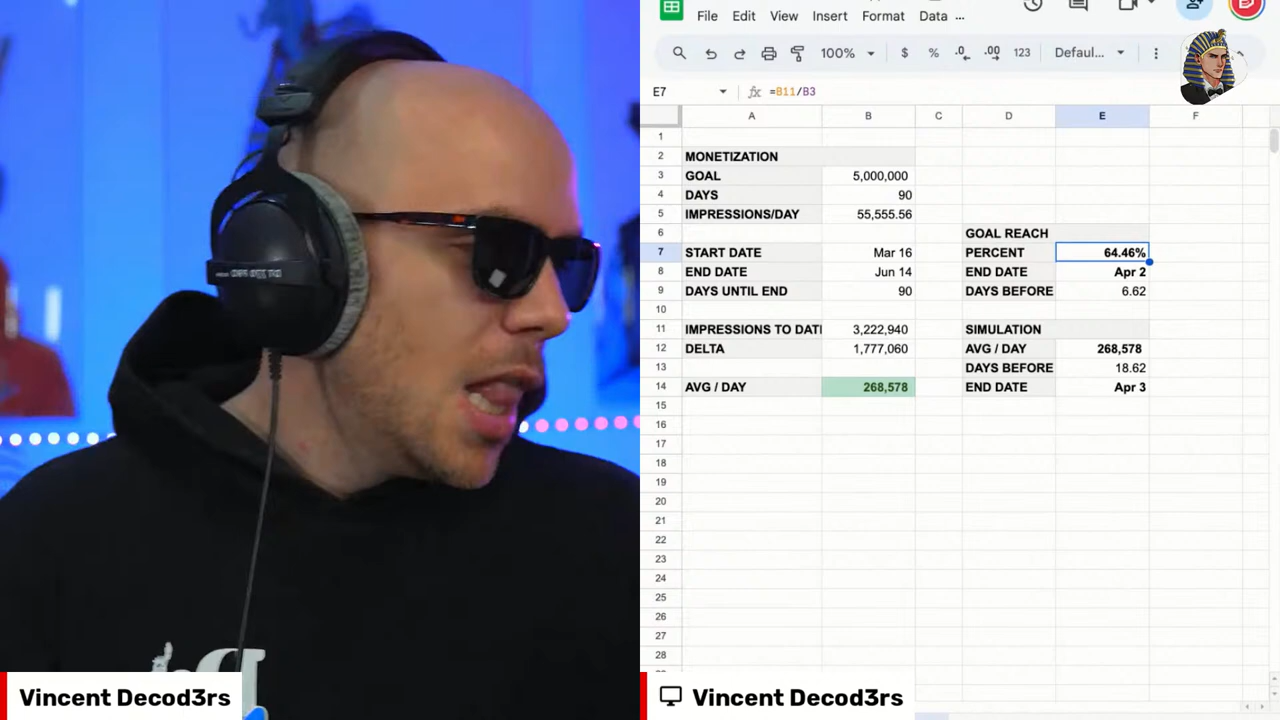 File Edit View Insert Format Data ...
100% $ % .0 .00 123 Defaul...
E7 fx =B11/B3
A B C D E F
1
2 MONETIZATION
3 GOAL 5,000,000
4 DAYS 90
5 IMPRESSIONS/DAY 55,555.56
6 GOAL REACH
7 START DATE Mar 16 PERCENT 64.46%
8 END DATE Jun 14 END DATE Apr 2
9 DAYS UNTIL END 90 DAYS BEFORE 6.62
10
11 IMPRESSIONS TO DATE 3,222,940 SIMULATION
12 DELTA 1,777,060 AVG / DAY 268,578
13 DAYS BEFORE 18.62
14 AVG / DAY 268,578 END DATE Apr 3
15
16
17
18
19
20
21
22
23
24
25
26
27
28
Vincent Decod3rs
Vincent Decod3rs